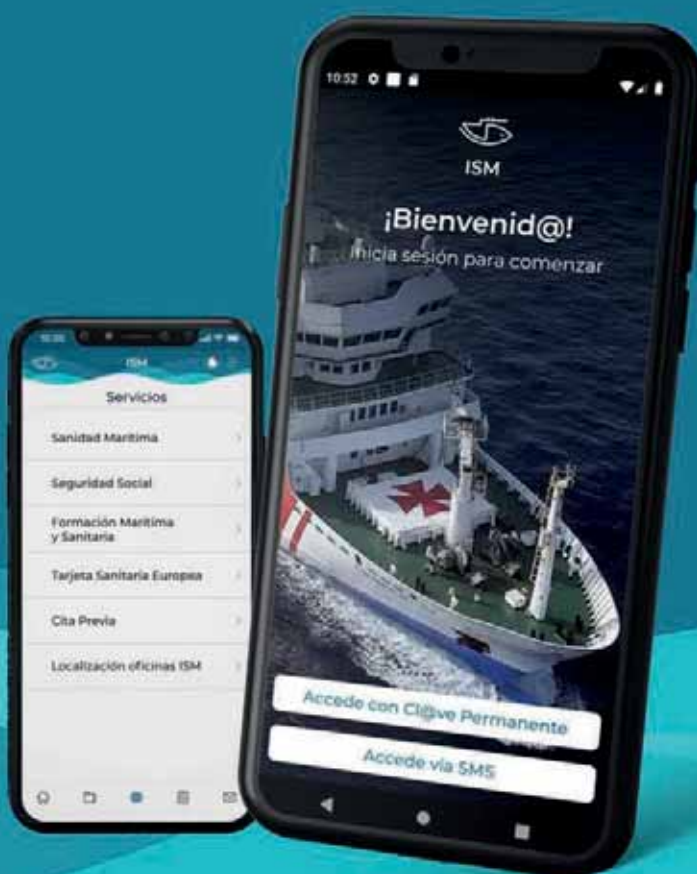 10:52
ISM
¡Bienvenid@!
Inicia sesión para comenzar
Accede con Cl@ve Permanente
Accede vía SMS
ISM
Servicios
Sanidad Marítima
Seguridad Social
Formación Marítima
y Sanitaria
Tarjeta Sanitaria Europea
Cita Previa
Localización oficinas ISM